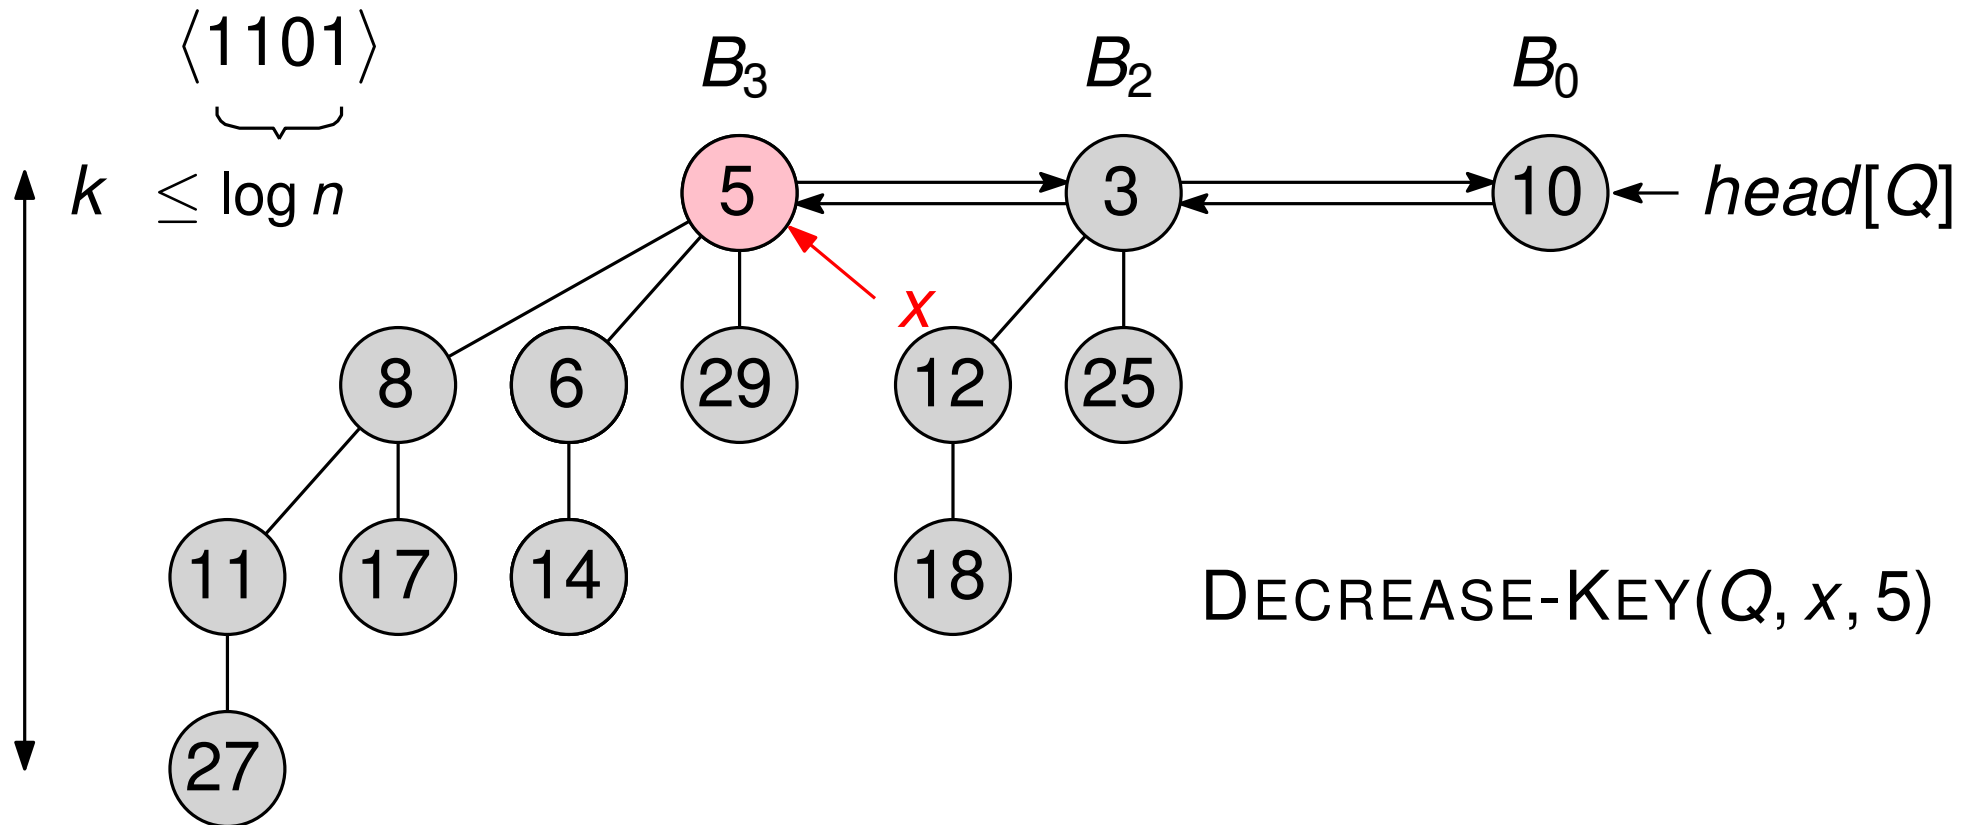 ⟨1101⟩
B₃ B₂ B₀
k ≤ log n
5 3 10 head[Q]
x
8 6 29 12 25
11 17 14 18
DECREASE-KEY(Q, x, 5)
27